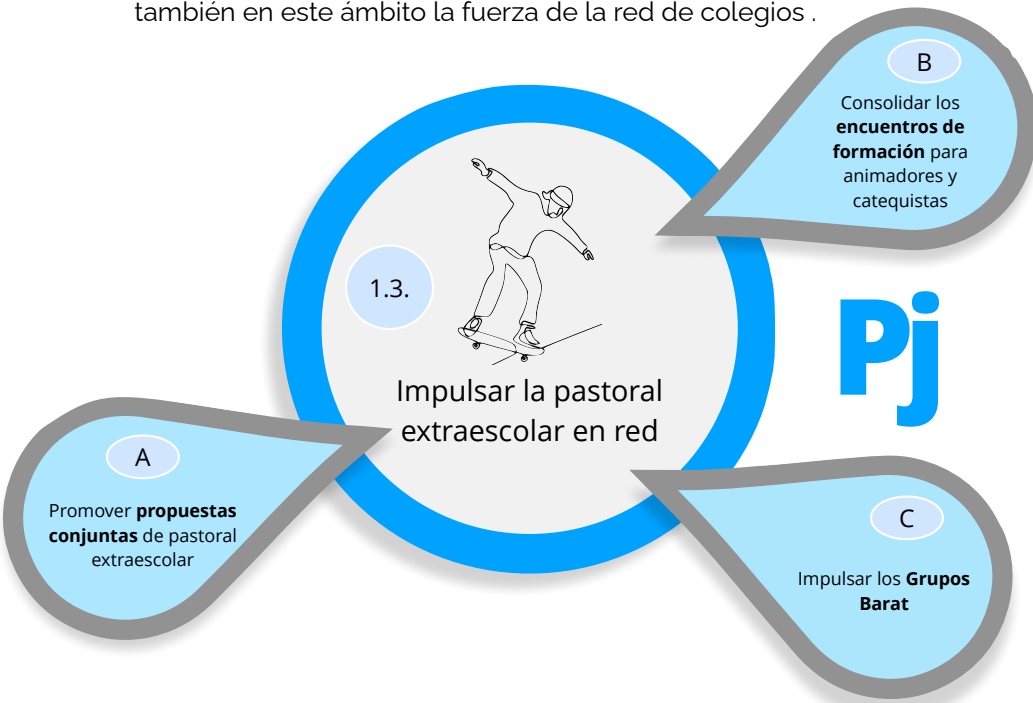 también en este ámbito la fuerza de la red de colegios .
B
Consolidar los
encuentros de
formación para
animadores y
catequistas
1.3.
Pj
Impulsar la pastoral
extraescolar en red
A
Promover propuestas
conjuntas de pastoral
extraescolar
C
Impulsar los Grupos
Barat